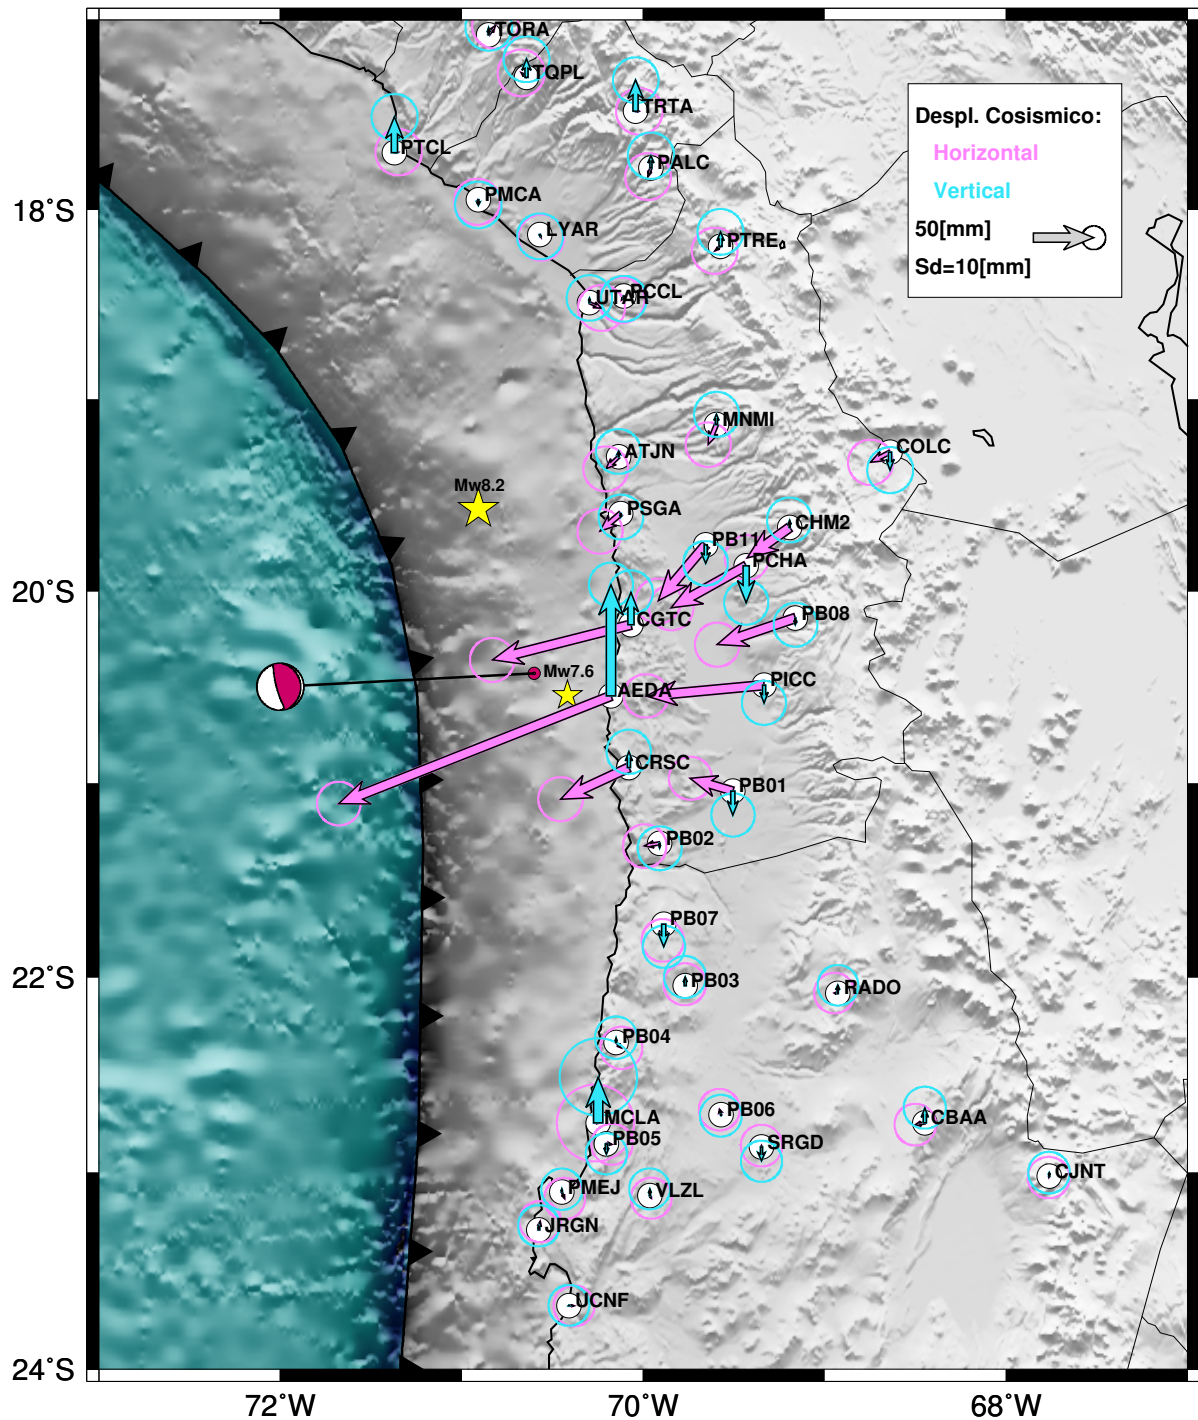 TORA
TQPL
TRTA
PTCL
PALC
PMCA
LYAR
PTRE
UTAR
PCCL
Despl. Cosismico:
Horizontal
Vertical
50[mm]
Sd=10[mm]
18°S
MNMI
ATJN
COLC
Mw8.2
PSGA
CHM2
PB11
PCHA
20°S
CGTC
PB08
Mw7.6
AEDA
PICC
CRSC
PB01
PB02
PB07
22°S
PB03
RADO
PB04
MCLA
PB06
CBAA
PB05
SRGD
CJNT
PMEJ
VLZL
JRGN
UCNF
24°S
72°W
70°W
68°W